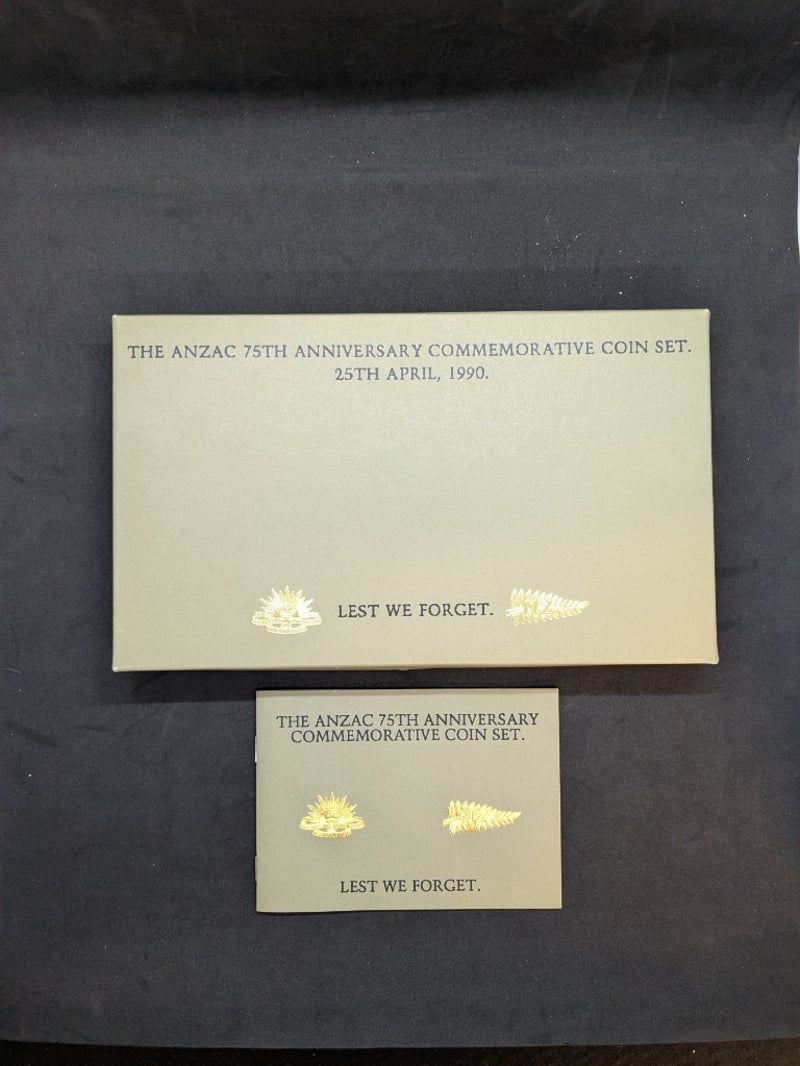 THE ANZAC 75TH ANNIVERSARY COMMEMORATIVE COIN SET.
25TH APRIL, 1990.
LEST WE FORGET.
THE ANZAC 75TH ANNIVERSARY
COMMEMORATIVE COIN SET.
LEST WE FORGET.